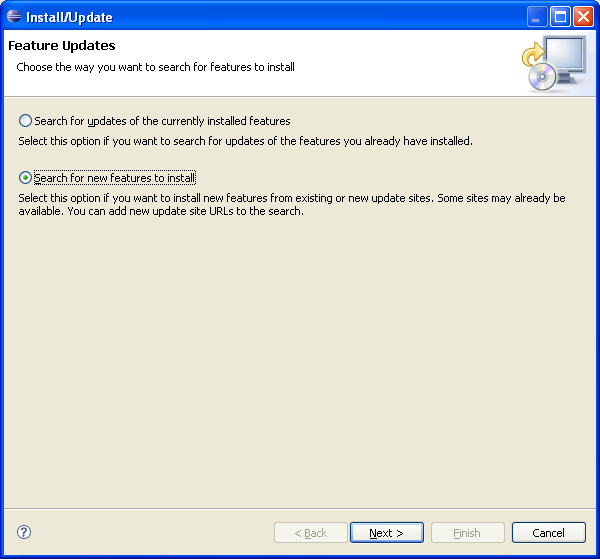 Install/Update
Feature Updates
Choose the way you want to search for features to install
Search for updates of the currently installed features
Select this option if you want to search for updates of the features you already have installed.
Search for new features to install
Select this option if you want to install new features from existing or new update sites. Some sites may already be
available. You can add new update site URLs to the search.
?
< Back
Next >
Finish
Cancel